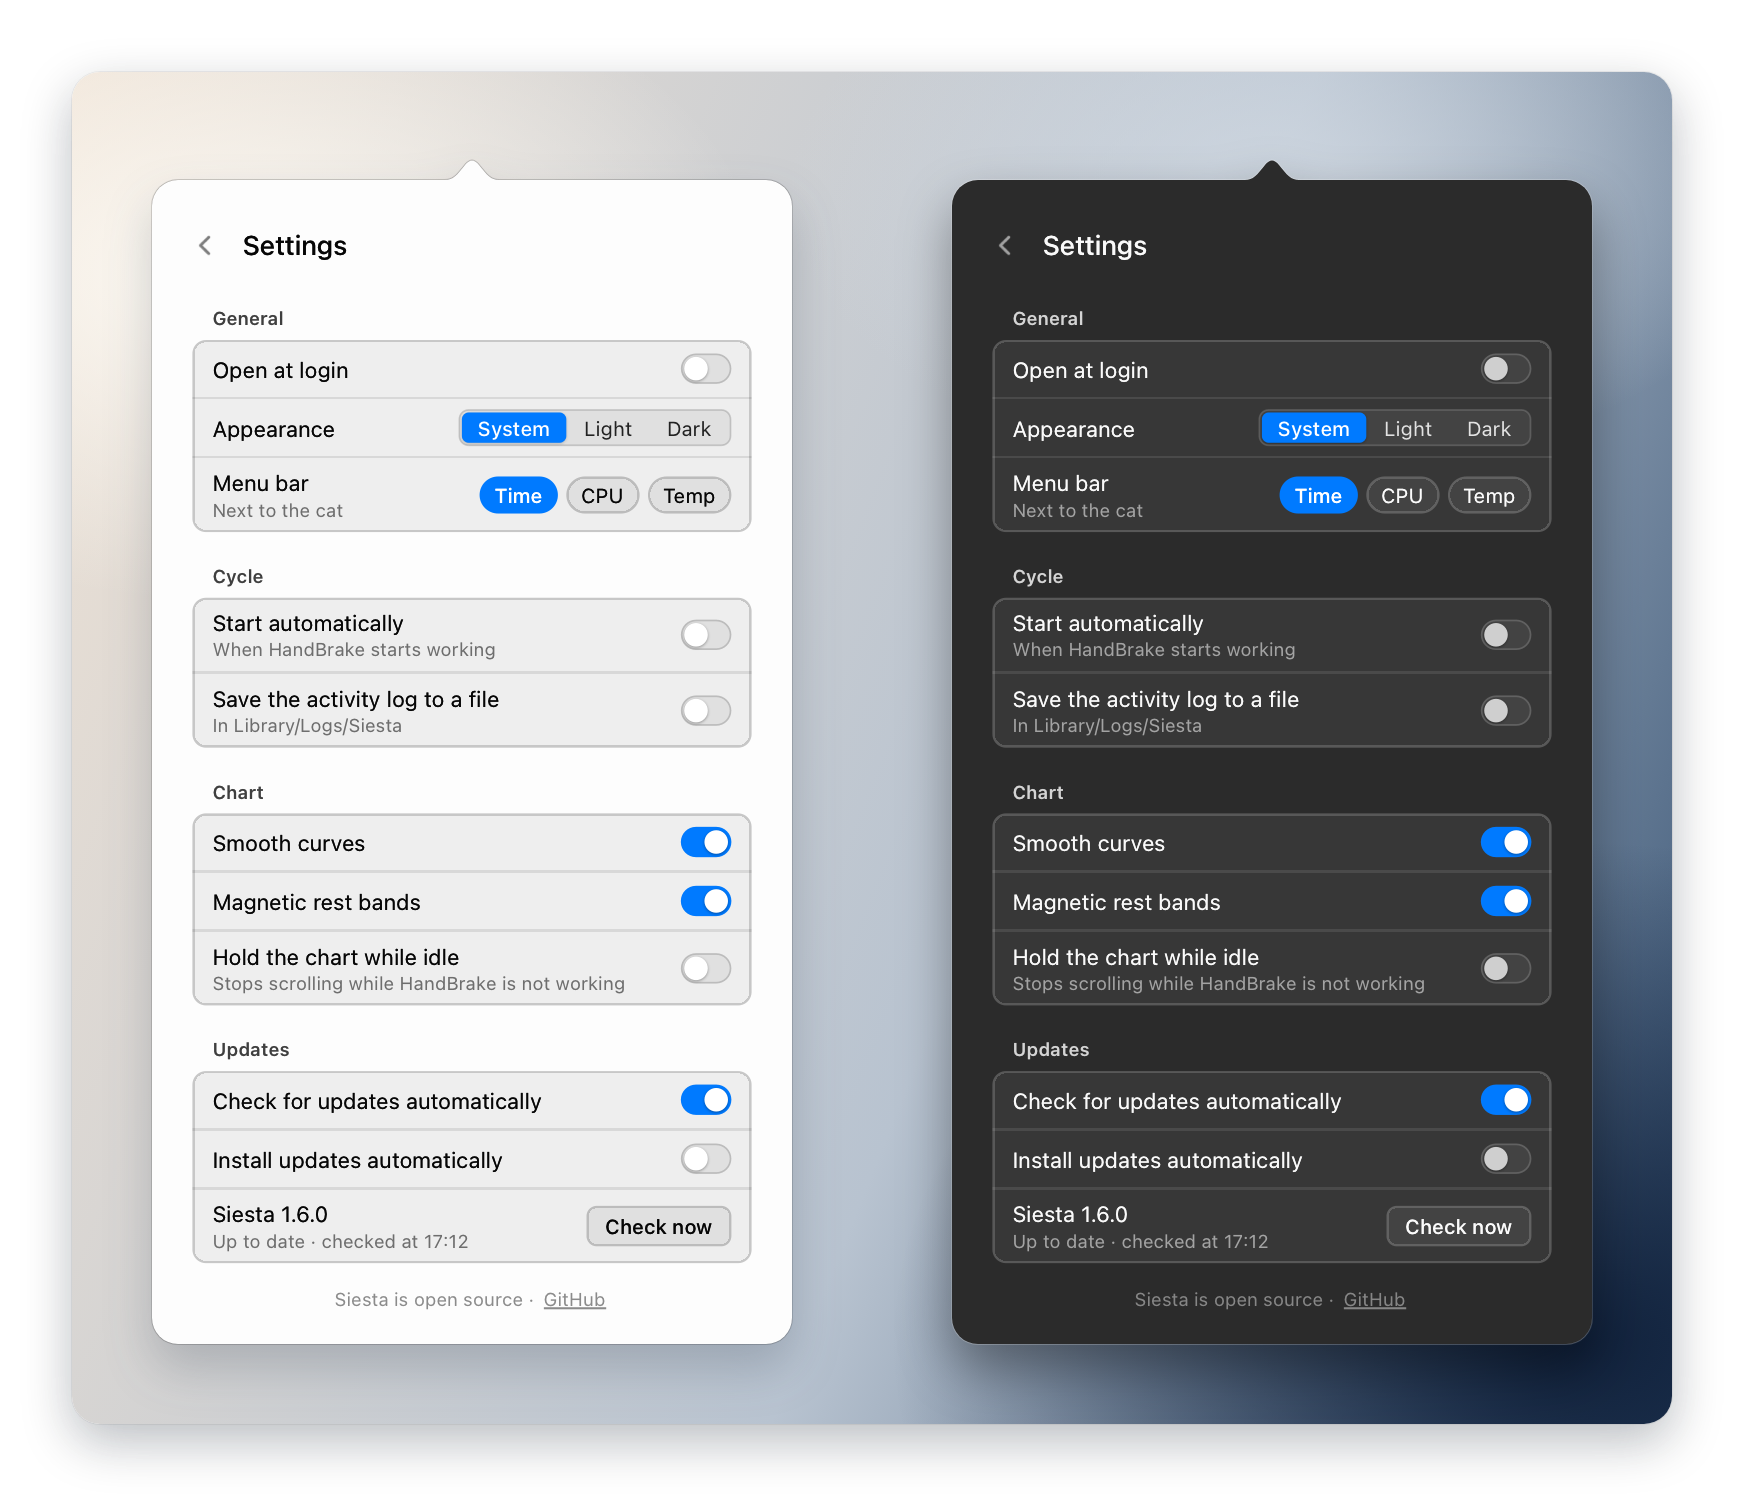 Settings
General
Open at login
Appearance System Light Dark
Menu bar
Next to the cat
Time CPU Temp
Cycle
Start automatically
When HandBrake starts working
Save the activity log to a file
In Library/Logs/Siesta
Chart
Smooth curves
Magnetic rest bands
Hold the chart while idle
Stops scrolling while HandBrake is not working
Updates
Check for updates automatically
Install updates automatically
Siesta 1.6.0
Up to date · checked at 17:12
Check now
Siesta is open source · GitHub
Settings
General
Open at login
Appearance System Light Dark
Menu bar
Next to the cat
Time CPU Temp
Cycle
Start automatically
When HandBrake starts working
Save the activity log to a file
In Library/Logs/Siesta
Chart
Smooth curves
Magnetic rest bands
Hold the chart while idle
Stops scrolling while HandBrake is not working
Updates
Check for updates automatically
Install updates automatically
Siesta 1.6.0
Up to date · checked at 17:12
Check now
Siesta is open source · GitHub